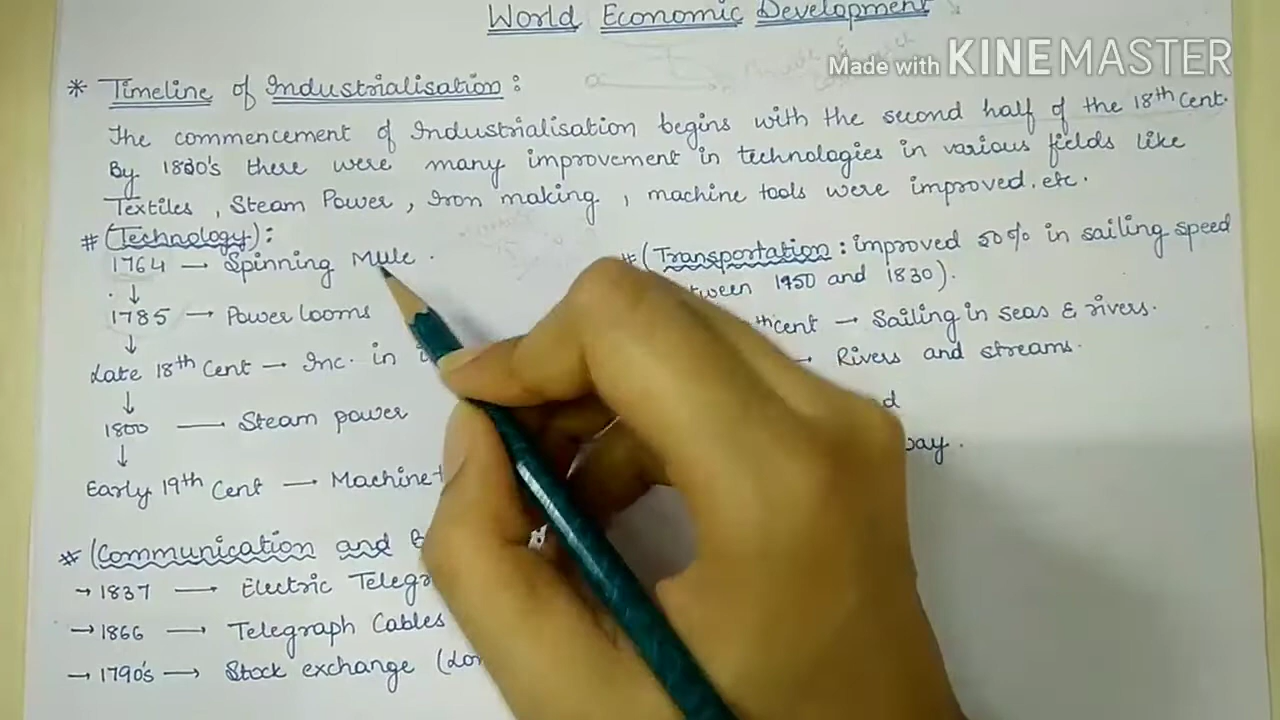 World Economic Development
Made with KINEMASTER
* Timeline of Industrialisation :
The commencement of Industrialisation begins with the second half of the 18th Cent.
By 1830's there were many improvement in technologies in various fields like
Textiles, Steam Power, Iron making, machine tools were improved. etc.
# (Technology) :
1764 → Spinning Mule.
↓
1785 → Power looms
↓
Late 18th Cent → Inc. in
↓
1800 — Steam power
↓
Early 19th Cent → Machine
# (Transportation : improved 50% in sailing speed
1750 and 1830).
cent → Sailing in seas & rivers.
→ Rivers and streams.
# (Communication and
→ 1837 → Electric
→ 1866 → Telegraph Cables
→ 1790's → Stock exchange